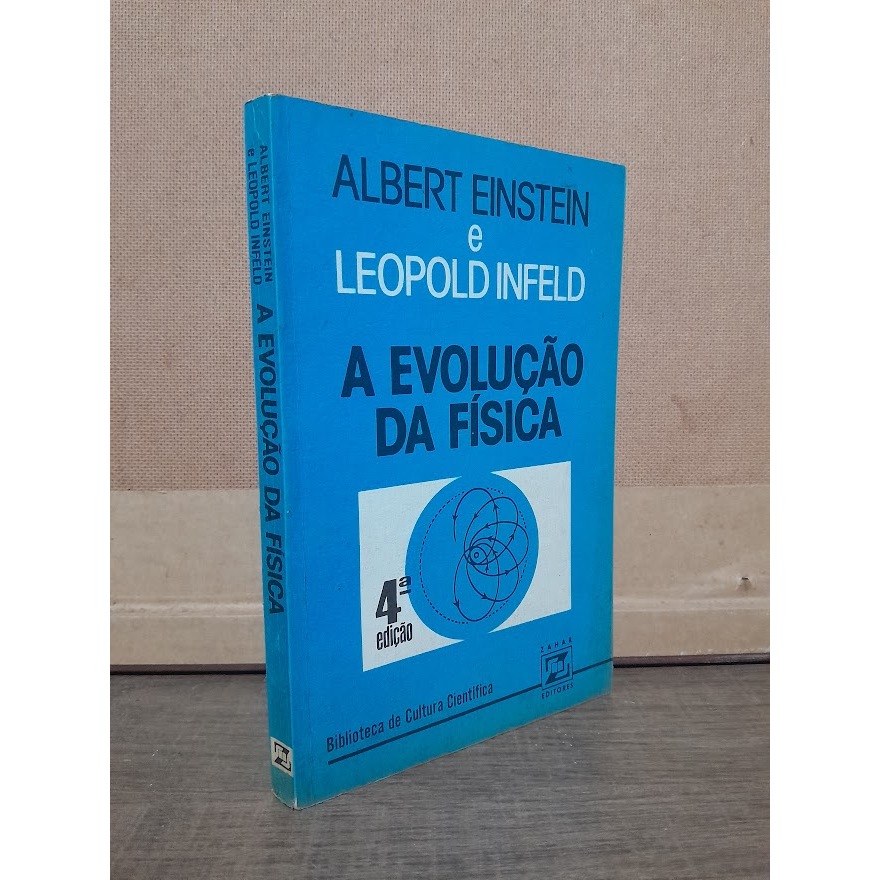 ALBERT EINSTEIN
e
LEOPOLD INFELD
A EVOLUÇÃO
DA FÍSICA
4ª
edição
ZAHAR
EDITORES
Biblioteca de Cultura Científica
ALBERT EINSTEIN
e LEOPOLD INFELD
A EVOLUÇÃO DA FÍSICA